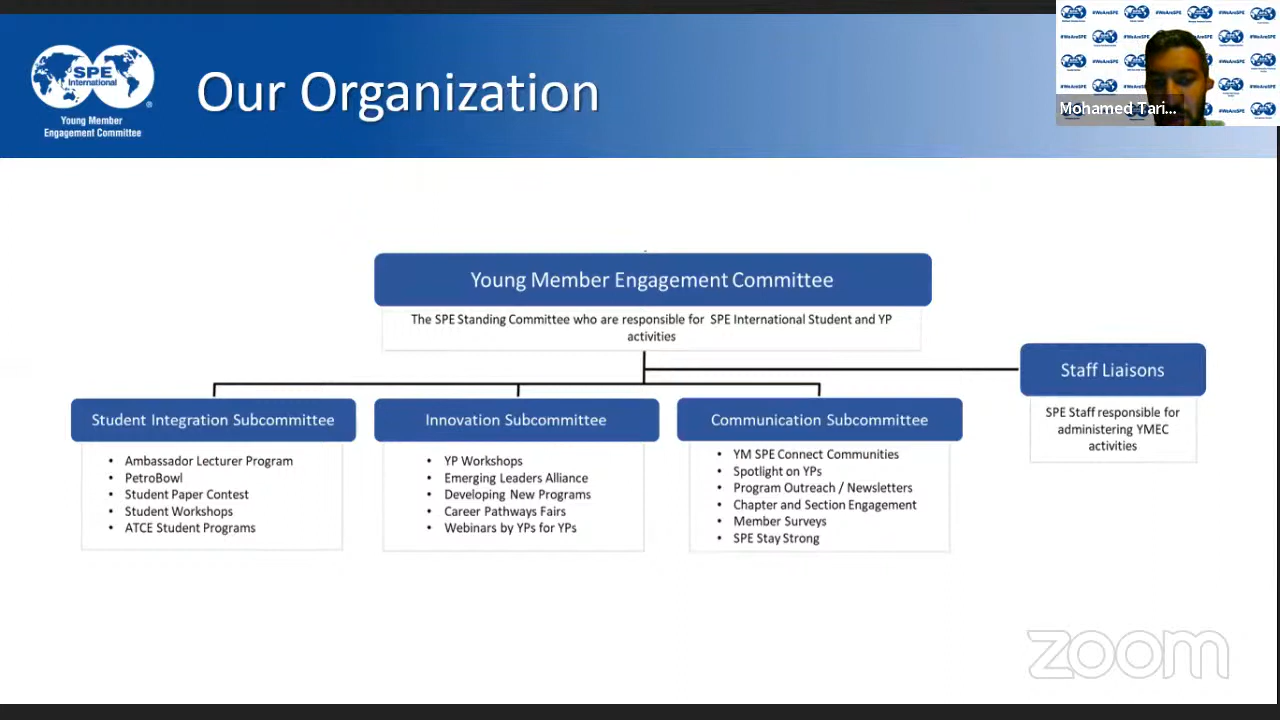 SPE
International
Young Member
Engagement Committee
Our Organization
Mohamed Tari...
#WeAreSPE
Young Member Engagement Committee
The SPE Standing Committee who are responsible for SPE International Student and YP
activities
Staff Liaisons
SPE Staff responsible for
administering YMEC
activities
Student Integration Subcommittee
• Ambassador Lecturer Program
• PetroBowl
• Student Paper Contest
• Student Workshops
• ATCE Student Programs
Innovation Subcommittee
• YP Workshops
• Emerging Leaders Alliance
• Developing New Programs
• Career Pathways Fairs
• Webinars by YPs for YPs
Communication Subcommittee
• YM SPE Connect Communities
• Spotlight on YPs
• Program Outreach / Newsletters
• Chapter and Section Engagement
• Member Surveys
• SPE Stay Strong
zoom